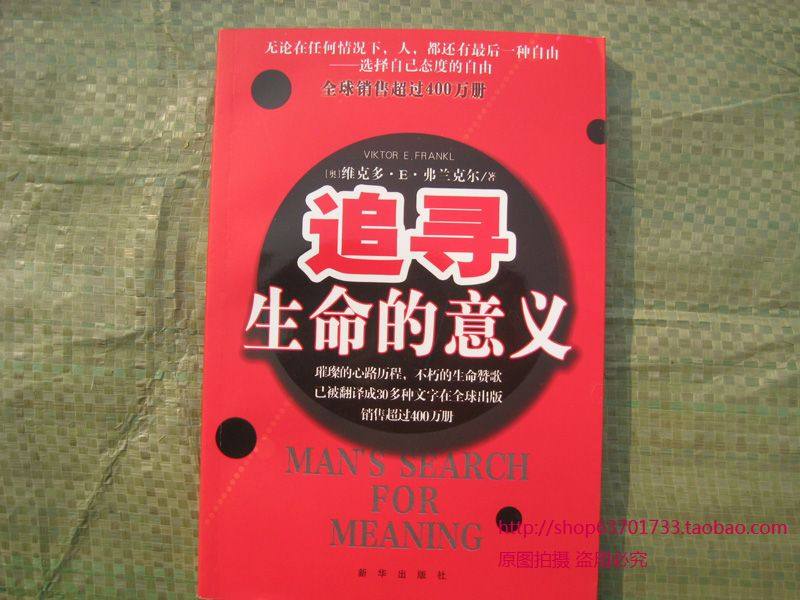 无论在任何情况下，人，都还有最后一种自由
——选择自己态度的自由
全球销售超过400万册
VIKTOR E. FRANKL
[奥]维克多·E·弗兰克尔/著
追寻
生命的意义
璀璨的心路历程，不朽的生命赞歌
已被翻译成30多种文字在全球出版
销售超过400万册
MAN'S SEARCH
FOR
MEANING
http://shop63701733.taobao.com
原图拍摄 盗图必究
新华出版社